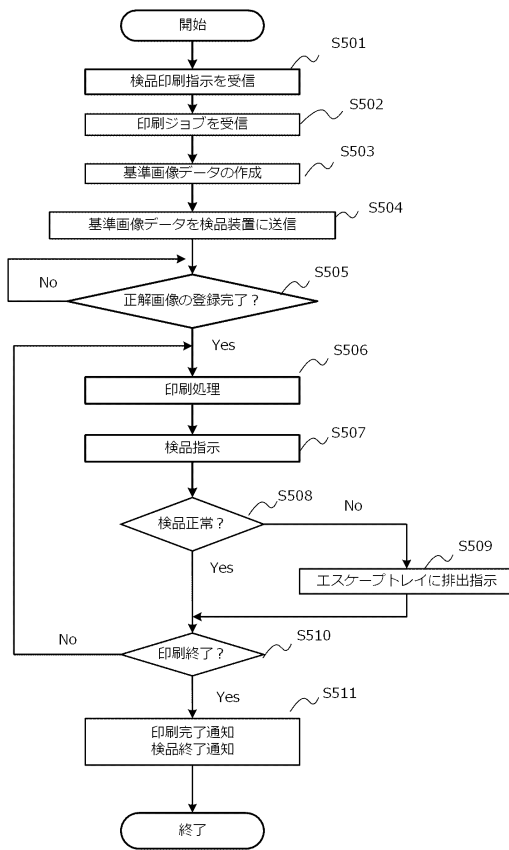 開始
S501
検品印刷指示を受信
S502
印刷ジョブを受信
S503
基準画像データの作成
S504
基準画像データを検品装置に送信
S505
No
正解画像の登録完了？
Yes
S506
印刷処理
S507
検品指示
S508
検品正常？
No
S509
Yes
エスケープトレイに排出指示
No
S510
印刷終了？
Yes
S511
印刷完了通知
検品終了通知
終了